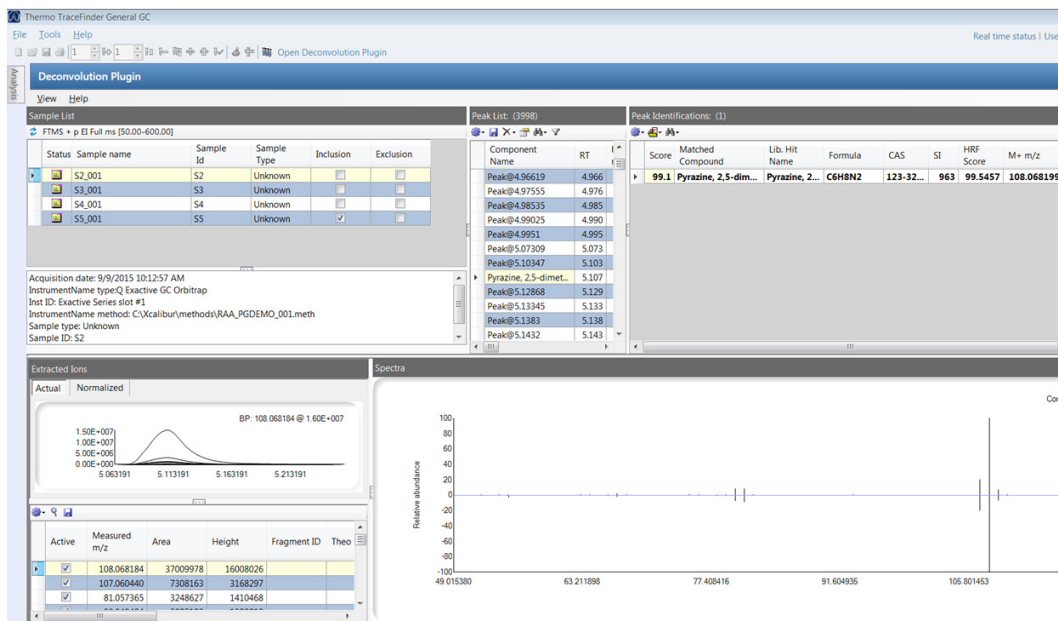 Thermo TraceFinder General GC
File Tools Help
Real time status | Use
1 1 Open Deconvolution Plugin
Analysis
Deconvolution Plugin
View Help
Sample List
FTMS + p EI Full ms [50.00-600.00]
Status Sample name Sample Id Sample Type Inclusion Exclusion
S2_001 S2 Unknown
S3_001 S3 Unknown
S4_001 S4 Unknown
S5_001 S5 Unknown
Acquisition date: 9/9/2015 10:12:57 AM
InstrumentName type:Q Exactive GC Orbitrap
Inst ID: Exactive Series slot #1
InstrumentName method: C:\Xcalibur\methods\RAA_PGDEMO_001.meth
Sample type: Unknown
Sample ID: S2
Peak List: (3998)
Component Name RT
Peak@4.96619 4.966
Peak@4.97555 4.976
Peak@4.98535 4.985
Peak@4.99025 4.990
Peak@4.9951 4.995
Peak@5.07309 5.073
Peak@5.10347 5.103
Pyrazine, 2,5-dimet... 5.107
Peak@5.12868 5.129
Peak@5.13345 5.133
Peak@5.1383 5.138
Peak@5.1432 5.143
Peak Identifications: (1)
Score Matched Compound Lib. Hit Name Formula CAS SI HRF Score M+ m/z
99.1 Pyrazine, 2,5-dim... Pyrazine, 2... C6H8N2 123-32... 963 99.5457 108.068199
Extracted Ions
Actual Normalized
BP: 108.068184 @ 1.60E+007
1.50E+007
1.00E+007
5.00E+006
0.00E+000
5.063191 5.113191 5.163191 5.213191
Active Measured m/z Area Height Fragment ID Theo
108.068184 37009978 16008026
107.060440 7308163 3168297
81.057365 3248627 1410468
Spectra
Cor
Relative abundance
100
80
60
40
20
0
-20
-40
-60
-80
-100
49.015380 63.211898 77.408416 91.604935 105.801453